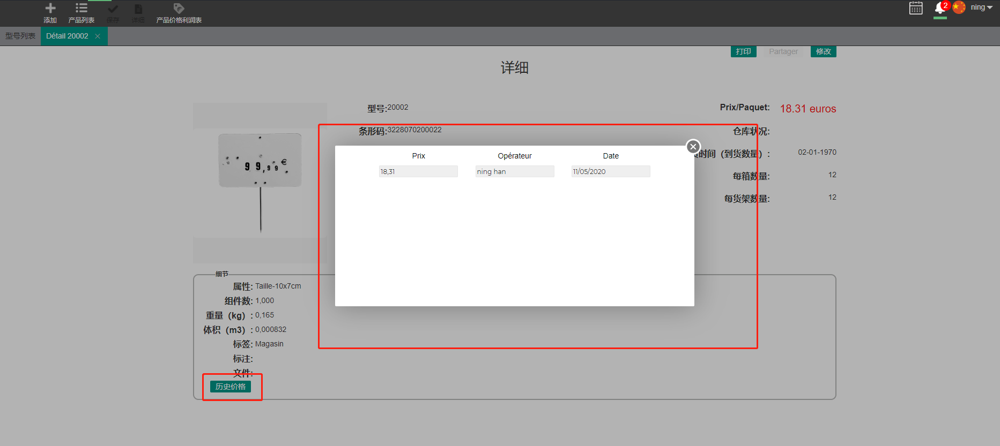 添加 产品列表 保存 详细 产品价格利润表 2 ning
型号列表 Détail 20002
打印 Partager 修改
详细
型号:20002
Prix/Paquet: 18.31 euros
条形码:3228070200022
仓库状况:
时间（到货数量）: 02-01-1970
每箱数量: 12
每货架数量: 12
99,99€
Prix Opérateur Date
18,31 ning han 11/05/2020
细节
属性: Taille-10x7cm
组件数: 1,000
重量（kg）: 0,165
体积（m3）: 0,000832
标签: Magasin
标注:
文件:
历史价格